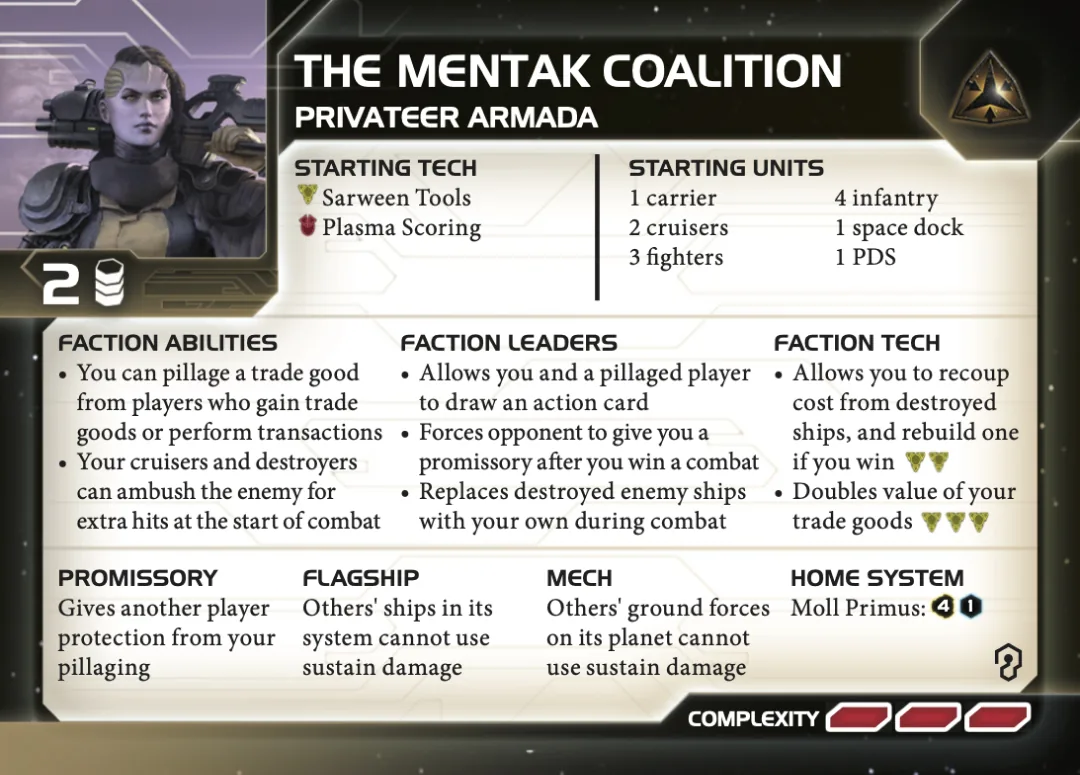 THE MENTAK COALITION
PRIVATEER ARMADA
2
STARTING TECH
Sarween Tools
Plasma Scoring
STARTING UNITS
1 carrier
2 cruisers
3 fighters
4 infantry
1 space dock
1 PDS
FACTION ABILITIES
• You can pillage a trade good
from players who gain trade
goods or perform transactions
• Your cruisers and destroyers
can ambush the enemy for
extra hits at the start of combat
FACTION LEADERS
• Allows you and a pillaged player
to draw an action card
• Forces opponent to give you a
promissory after you win a combat
• Replaces destroyed enemy ships
with your own during combat
FACTION TECH
• Allows you to recoup
cost from destroyed
ships, and rebuild one
if you win
• Doubles value of your
trade goods
PROMISSORY
Gives another player
protection from your
pillaging
FLAGSHIP
Others' ships in its
system cannot use
sustain damage
MECH
Others' ground forces
on its planet cannot
use sustain damage
HOME SYSTEM
Moll Primus: 4 1
COMPLEXITY